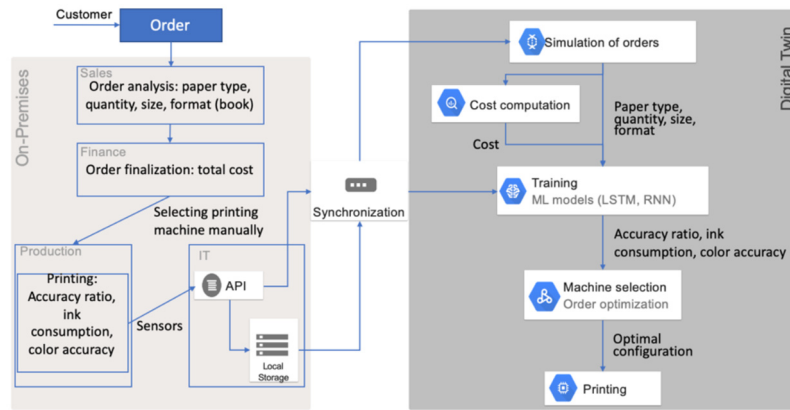 Customer
Order
On-Premises
Sales
Order analysis: paper type,
quantity, size, format (book)
Finance
Order finalization: total cost
Selecting printing
machine manually
Production
Printing:
Accuracy ratio,
ink
consumption,
color accuracy
Sensors
IT
API
Local
Storage
Synchronization
Digital Twin
Simulation of orders
Cost computation
Paper type,
quantity, size,
format
Cost
Training
ML models (LSTM, RNN)
Accuracy ratio, ink
consumption, color accuracy
Machine selection
Order optimization
Optimal
configuration
Printing